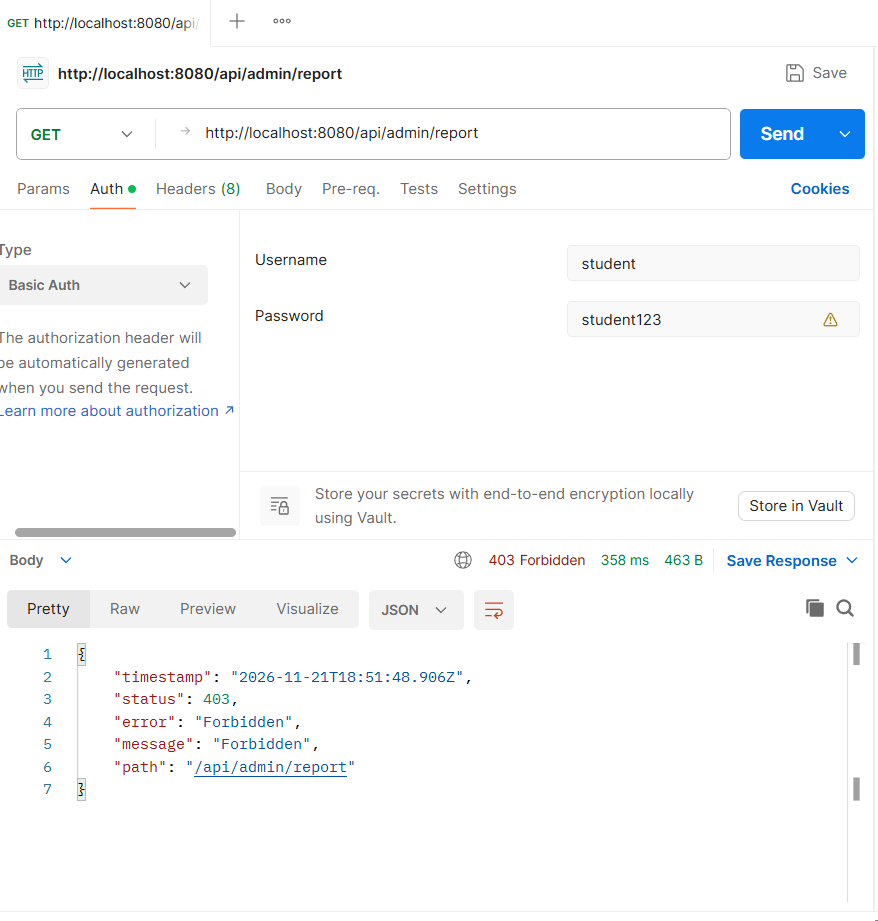 GET http://localhost:8080/api/
HTTP http://localhost:8080/api/admin/report Save
GET http://localhost:8080/api/admin/report Send
Params Auth Headers (8) Body Pre-req. Tests Settings Cookies
Type
Basic Auth
The authorization header will
be automatically generated
when you send the request.
Learn more about authorization
Username student
Password student123
Store your secrets with end-to-end encryption locally
using Vault.
Store in Vault
Body 403 Forbidden 358 ms 463 B Save Response
Pretty Raw Preview Visualize JSON
1 {
2 "timestamp": "2026-11-21T18:51:48.906Z",
3 "status": 403,
4 "error": "Forbidden",
5 "message": "Forbidden",
6 "path": "/api/admin/report"
7 }